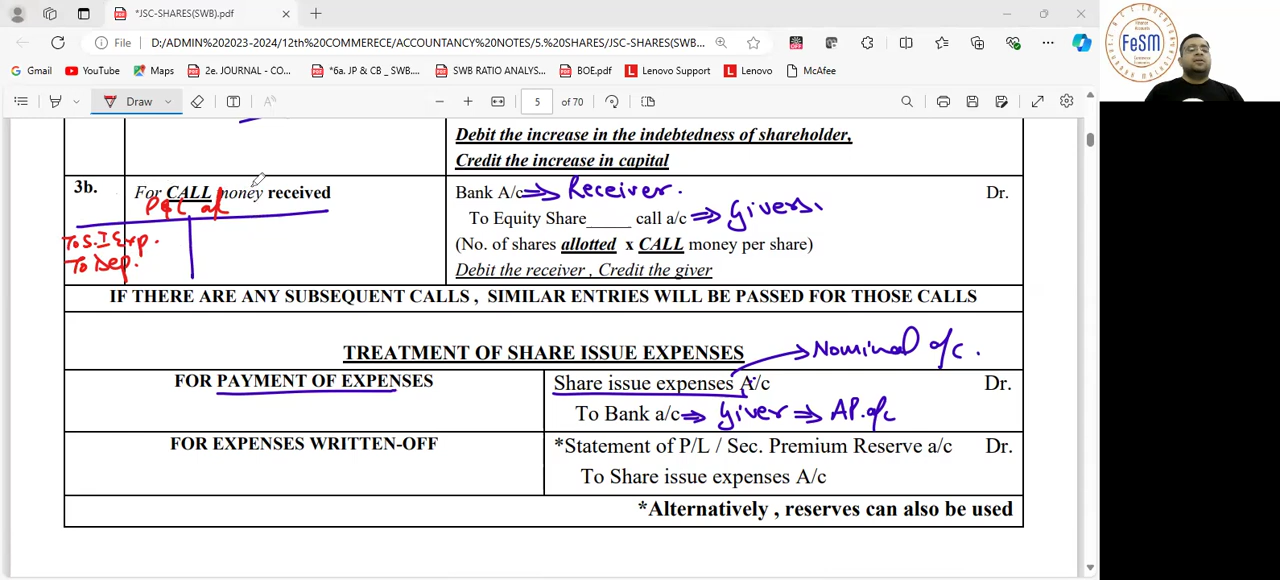 *JSC-SHARES(SWB).pdf
File D:/ADMIN%202023-2024/12th%20COMMERECE/ACCOUNTANCY%20NOTES/5.%20SHARES/JSC-SHARES(SWB...
Gmail YouTube Maps 2e. JOURNAL - CO... *6a. JP & CB _ SWB.... SWB RATIO ANALYS... BOE.pdf Lenovo Support Lenovo McAfee
Draw 5 of 70
FeSM
Debit the increase in the indebtedness of shareholder,
Credit the increase in capital
3b. For CALL money received
Bank A/c ⇒ Receiver. Dr.
To Equity Share_____ call a/c ⇒ Givers.
(No. of shares allotted x CALL money per share)
Debit the receiver , Credit the giver
P & L a/c
To S.I Exp.
To Dep.
IF THERE ARE ANY SUBSEQUENT CALLS , SIMILAR ENTRIES WILL BE PASSED FOR THOSE CALLS
TREATMENT OF SHARE ISSUE EXPENSES → Nominal a/c.
FOR PAYMENT OF EXPENSES
Share issue expenses A/c Dr.
To Bank a/c ⇒ Giver ⇒ AP. a/c
FOR EXPENSES WRITTEN-OFF
*Statement of P/L / Sec. Premium Reserve a/c Dr.
To Share issue expenses A/c
*Alternatively , reserves can also be used